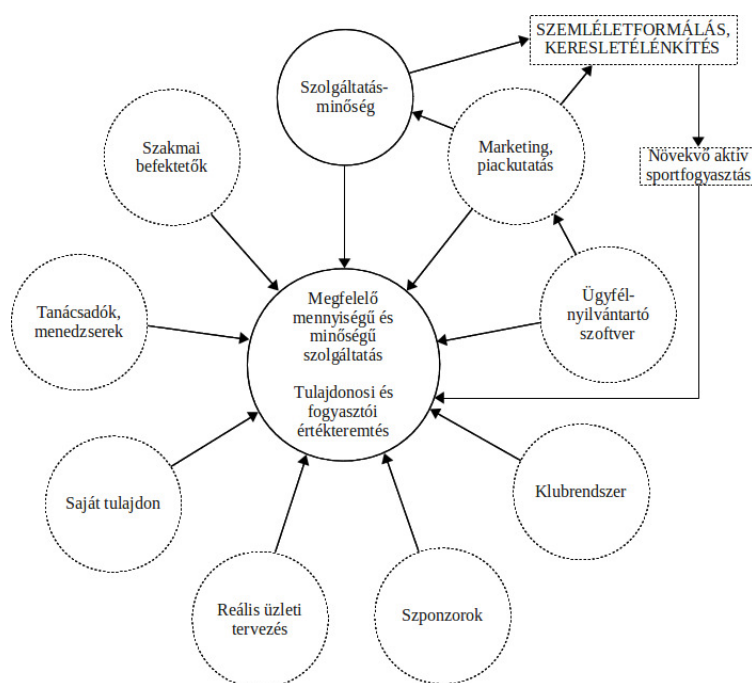 SZEMLÉLETFORMÁLÁS,
KERESLETÉLÉNKÍTÉS
Szolgáltatás-
minőség
Szakmai
befektetők
Marketing,
piackutatás
Növekvő aktív
sportfogyasztás
Tanácsadók,
menedzserek
Megfelelő
mennyiségű és
minőségű
szolgáltatás
Tulajdonosi és
fogyasztói
értékteremtés
Ügyfél-
nyilvántartó
szoftver
Saját tulajdon
Klubrendszer
Reális üzleti
tervezés
Szponzorok